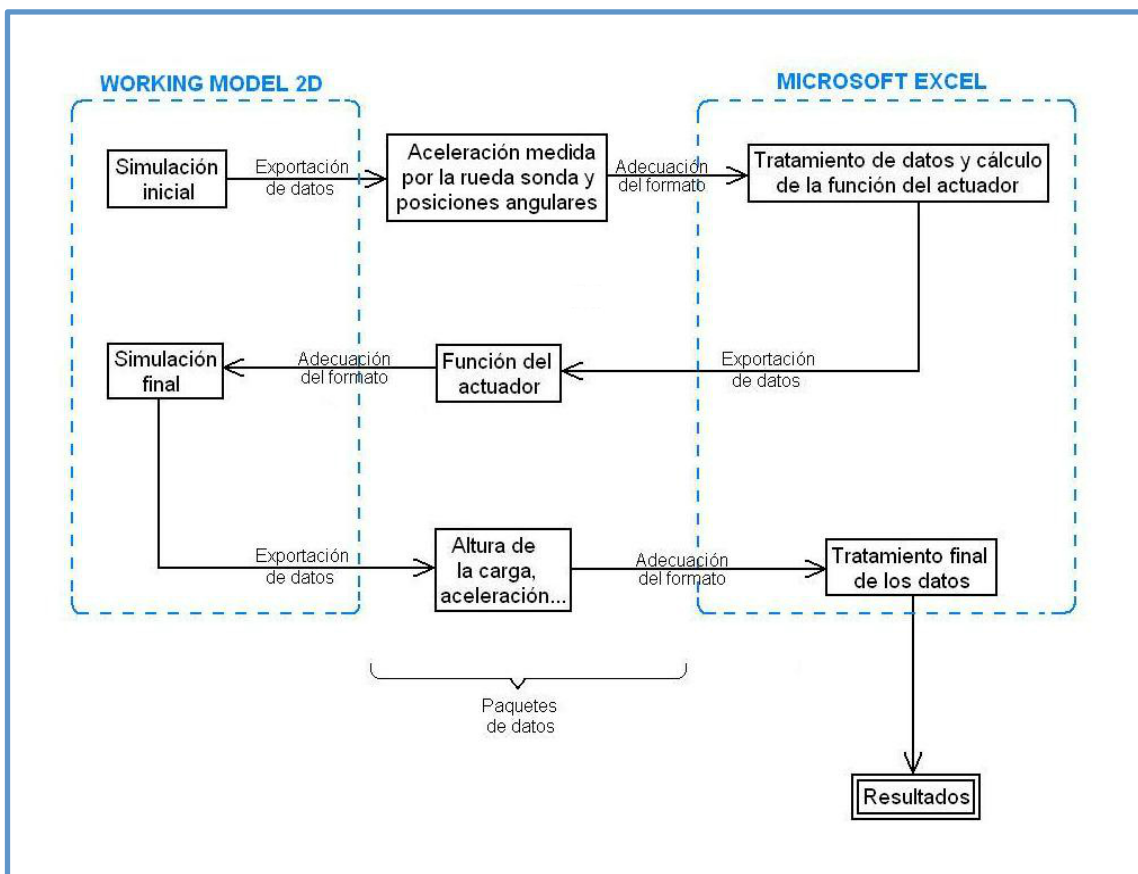 WORKING MODEL 2D
MICROSOFT EXCEL
Simulación
inicial
Exportación
de datos
Aceleración medida
por la rueda sonda y
posiciones angulares
Adecuación
del formato
Tratamiento de datos y cálculo
de la función del actuador
Simulación
final
Adecuación
del formato
Función del
actuador
Exportación
de datos
Exportación
de datos
Altura de
la carga,
aceleración...
Adecuación
del formato
Tratamiento final
de los datos
Paquetes
de datos
Resultados